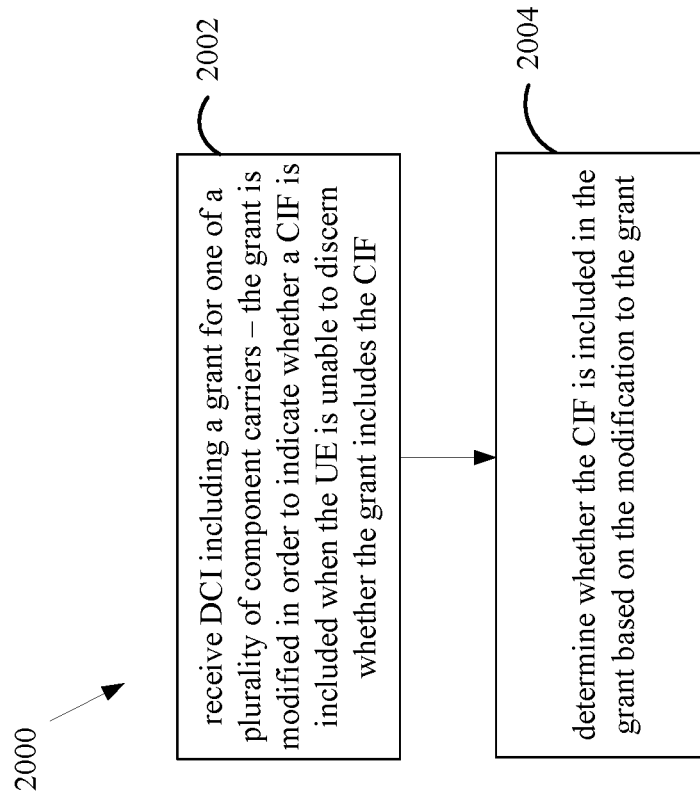 2000
receive DCI including a grant for one of a
plurality of component carriers – the grant is
modified in order to indicate whether a CIF is
included when the UE is unable to discern
whether the grant includes the CIF
2002
determine whether the CIF is included in the
grant based on the modification to the grant
2004